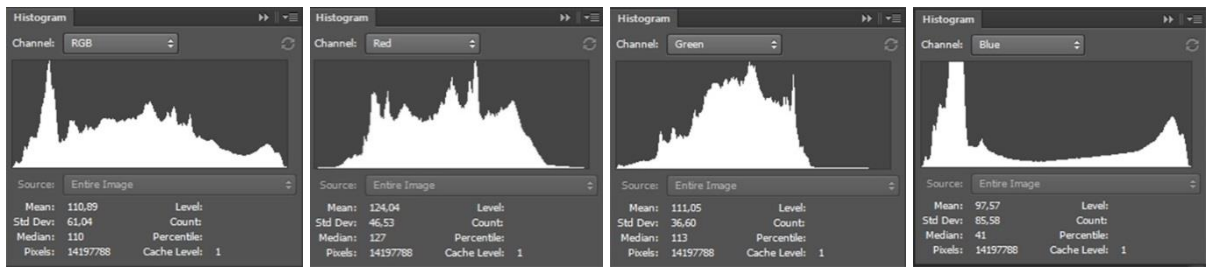 Histogram
Channel: RGB
Source: Entire Image
Mean: 110,89 Level:
Std Dev: 61,04 Count:
Median: 110 Percentile:
Pixels: 14197788 Cache Level: 1
Histogram
Channel: Red
Source: Entire Image
Mean: 124,04 Level:
Std Dev: 46,53 Count:
Median: 127 Percentile:
Pixels: 14197788 Cache Level: 1
Histogram
Channel: Green
Source: Entire Image
Mean: 111,05 Level:
Std Dev: 36,60 Count:
Median: 113 Percentile:
Pixels: 14197788 Cache Level: 1
Histogram
Channel: Blue
Source: Entire Image
Mean: 97,57 Level:
Std Dev: 85,58 Count:
Median: 41 Percentile:
Pixels: 14197788 Cache Level: 1